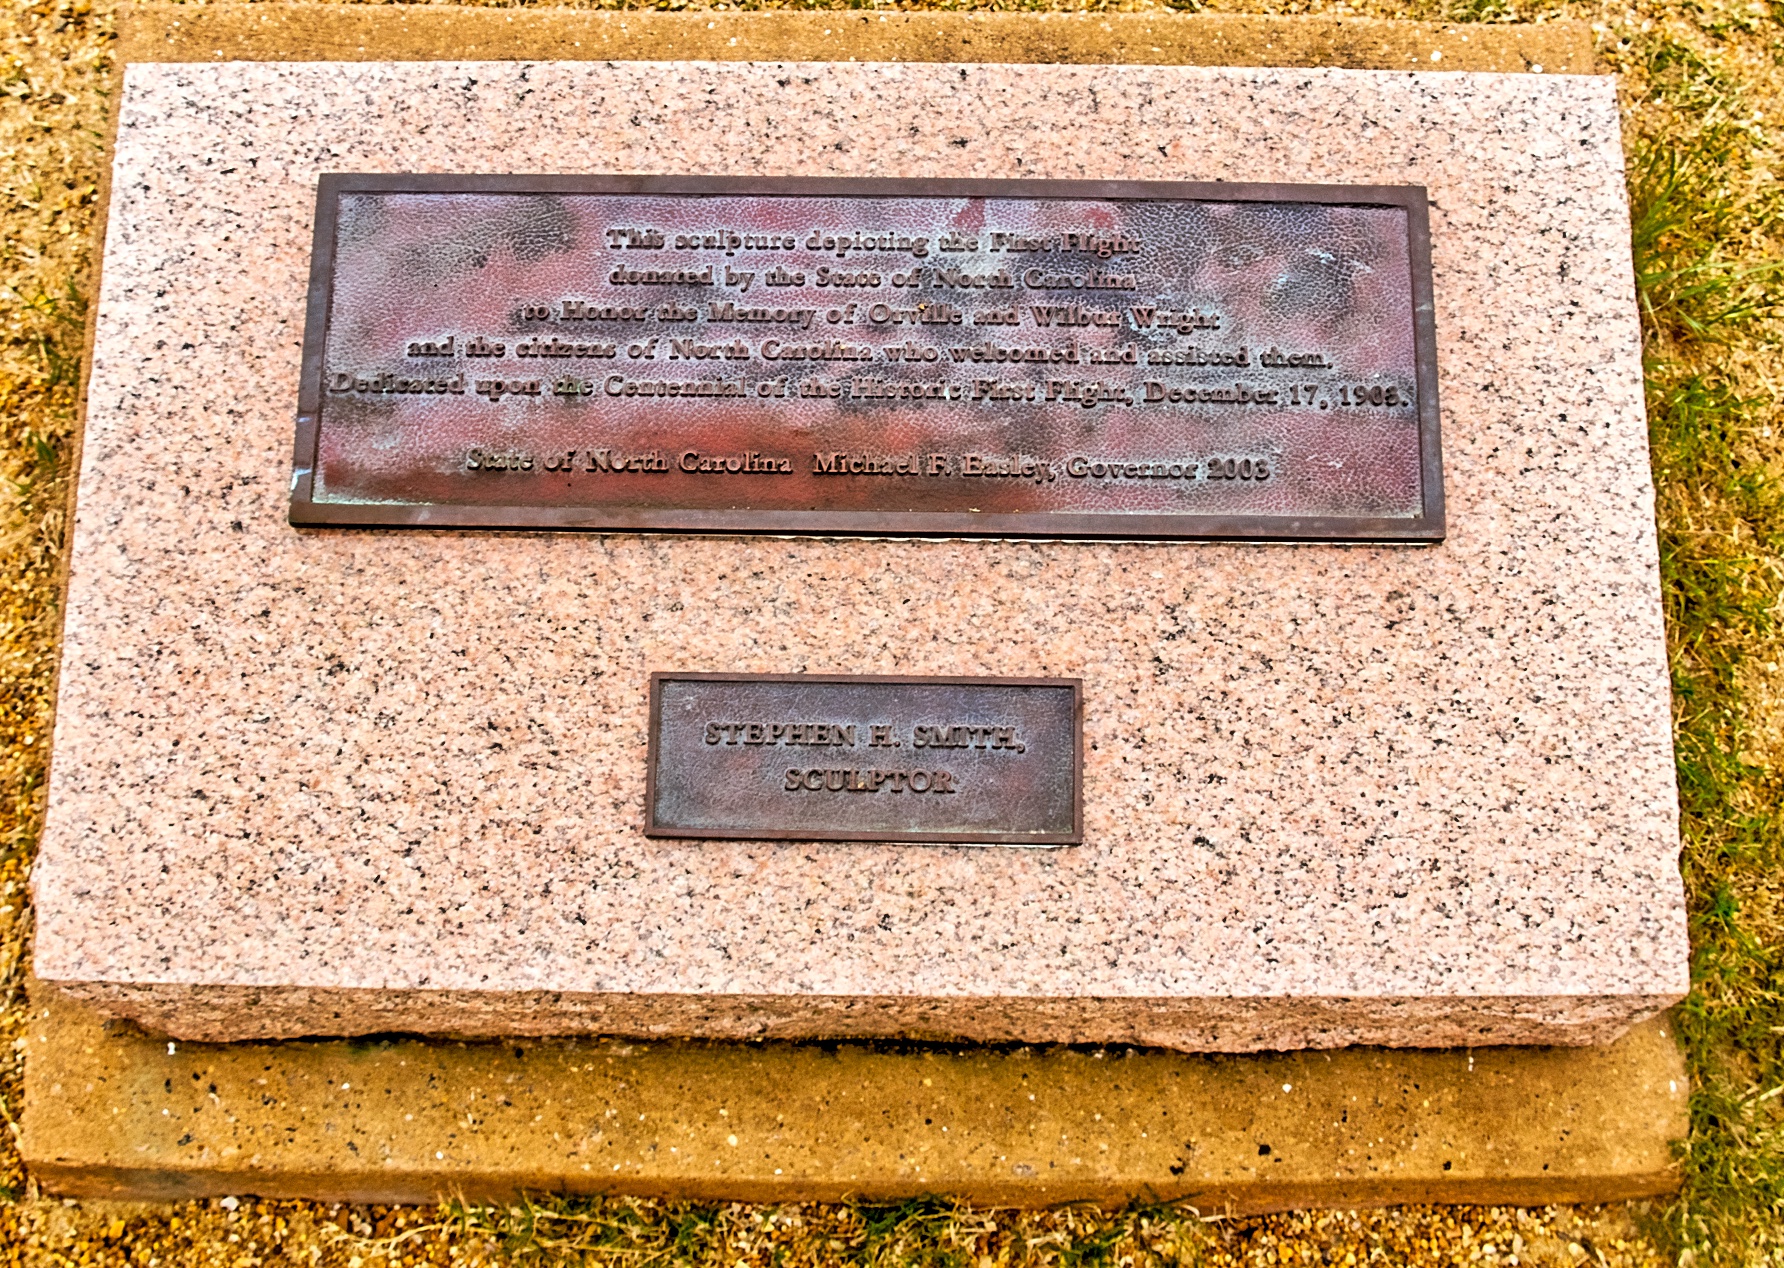 This sculpture depicting the First Flight
donated by the State of North Carolina
to Honor the Memory of Orville and Wilbur Wright
and the citizens of North Carolina who welcomed and assisted them.
Dedicated upon the Centennial of the Historic First Flight, December 17, 1903.
State of North Carolina Michael F. Easley, Governor 2003
STEPHEN H. SMITH,
SCULPTOR